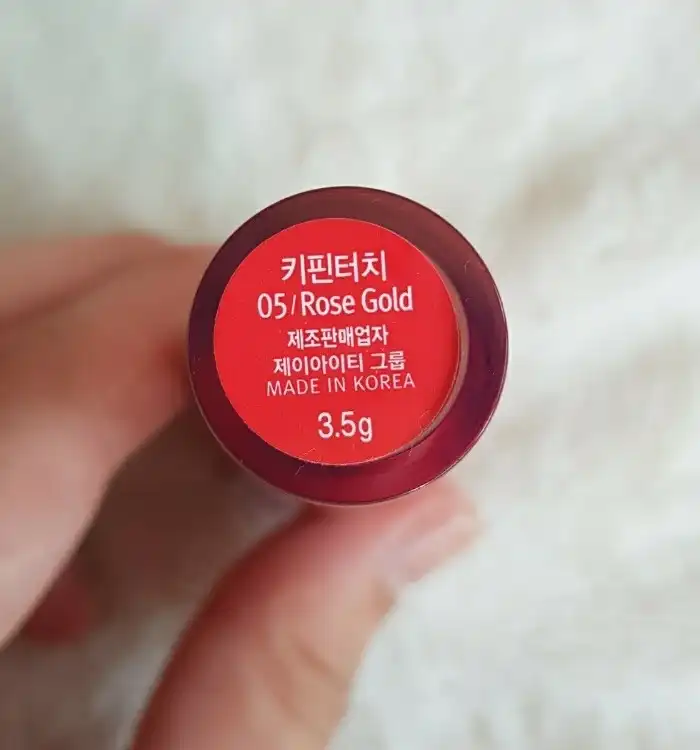 키핀터치
05/Rose Gold
제조판매업자
제이아이티 그룹
MADE IN KOREA
3.5g